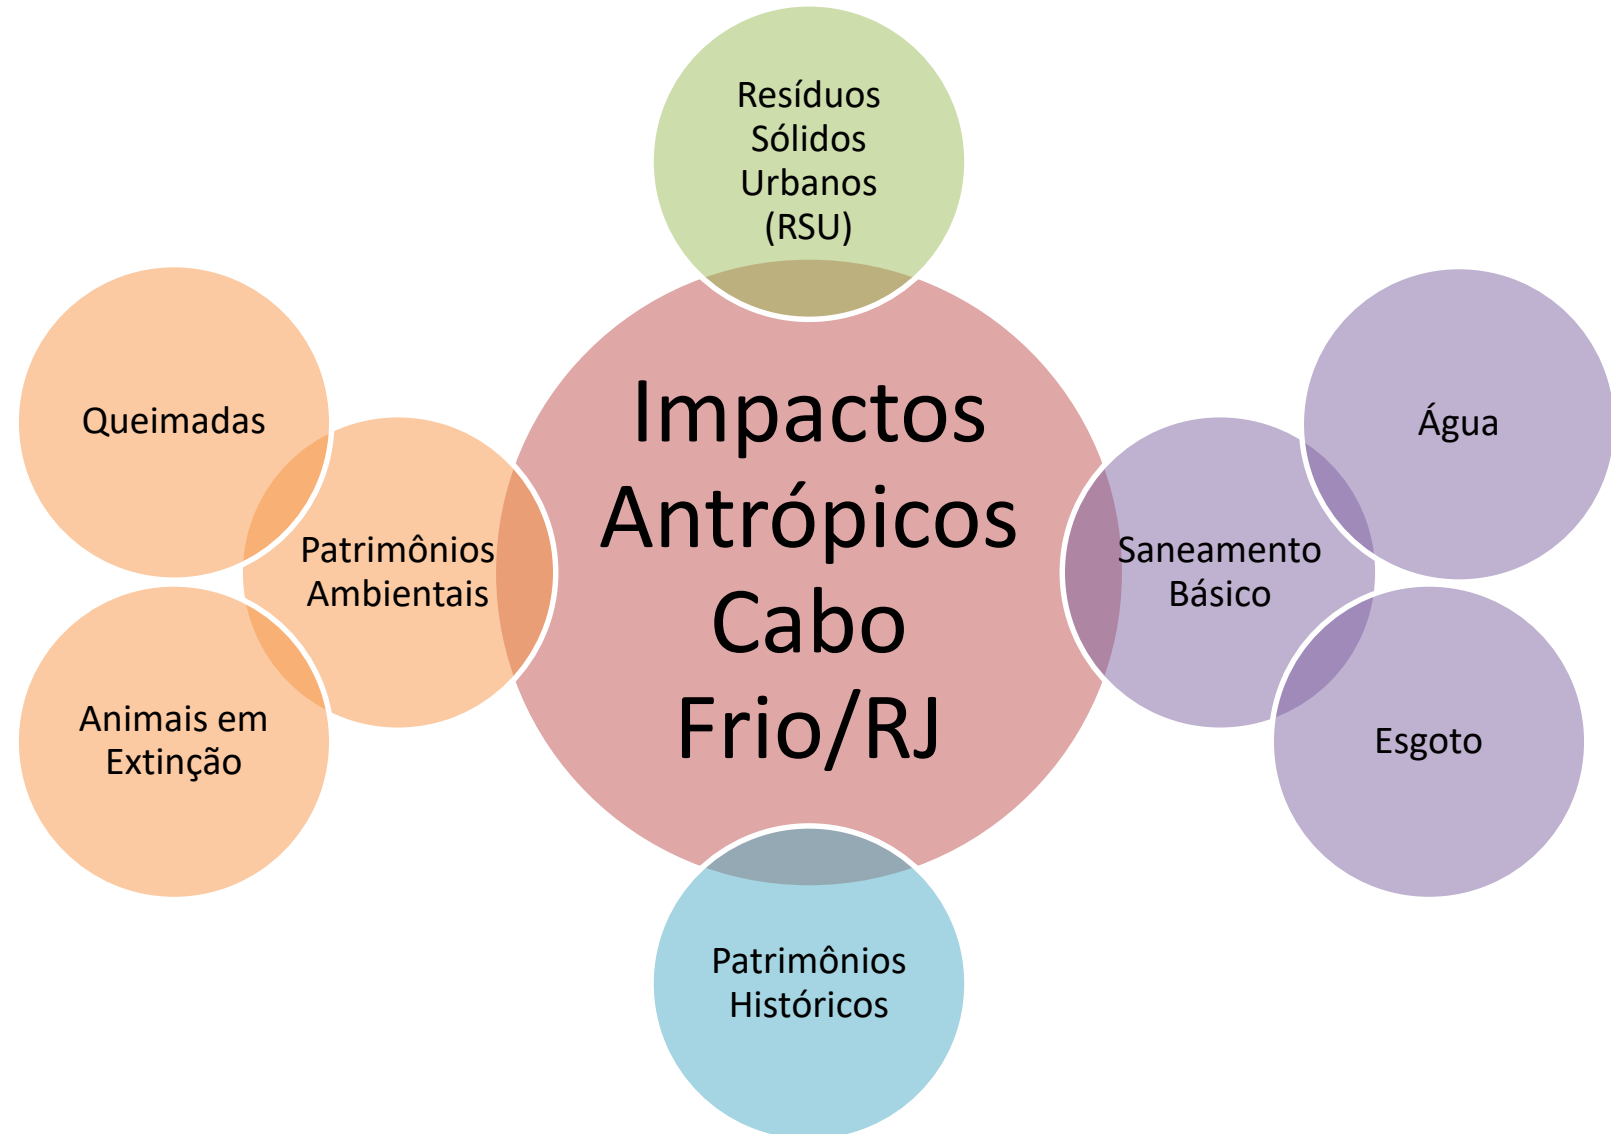 Resíduos
Sólidos
Urbanos
(RSU)
Queimadas
Patrimônios
Ambientais
Animais em
Extinção
Impactos
Antrópicos
Cabo
Frio/RJ
Saneamento
Básico
Água
Esgoto
Patrimônios
Históricos